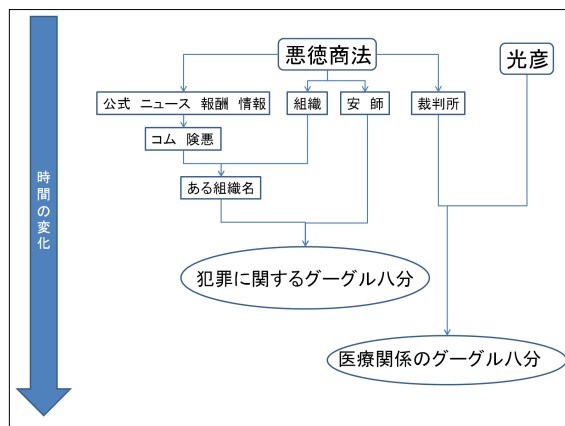 悪徳商法
光彦
公式 ニュース 報酬 情報
組織
安 師
裁判所
コム 険悪
ある組織名
時間の変化
犯罪に関するグーグル八分
医療関係のグーグル八分